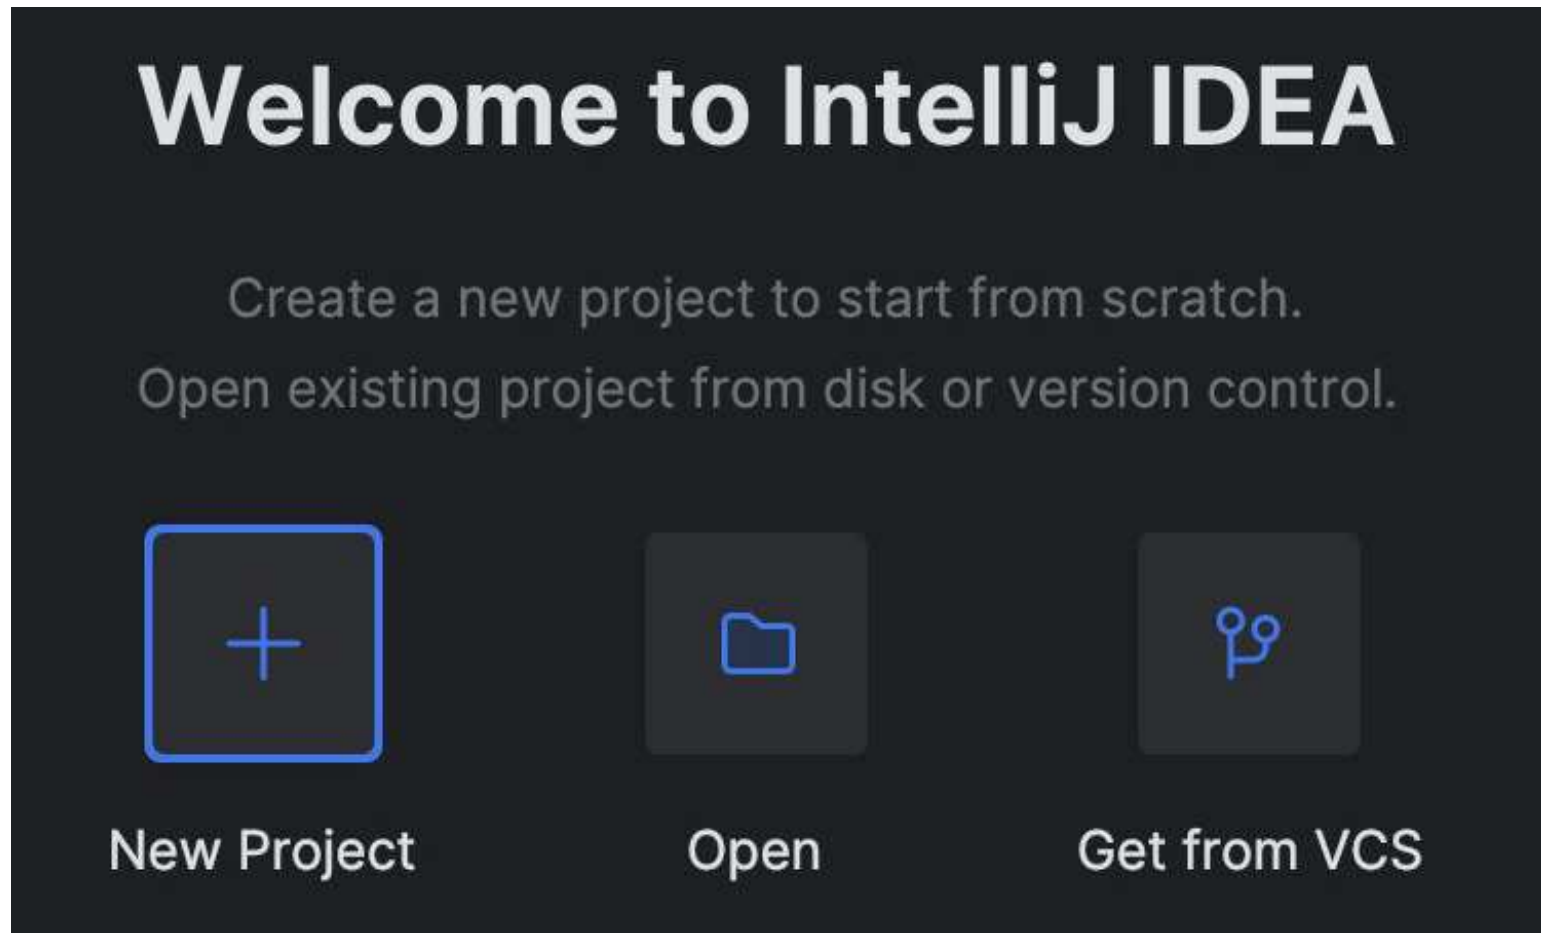 Welcome to IntelliJ IDEA
Create a new project to start from scratch.
Open existing project from disk or version control.
New Project
Open
Get from VCS